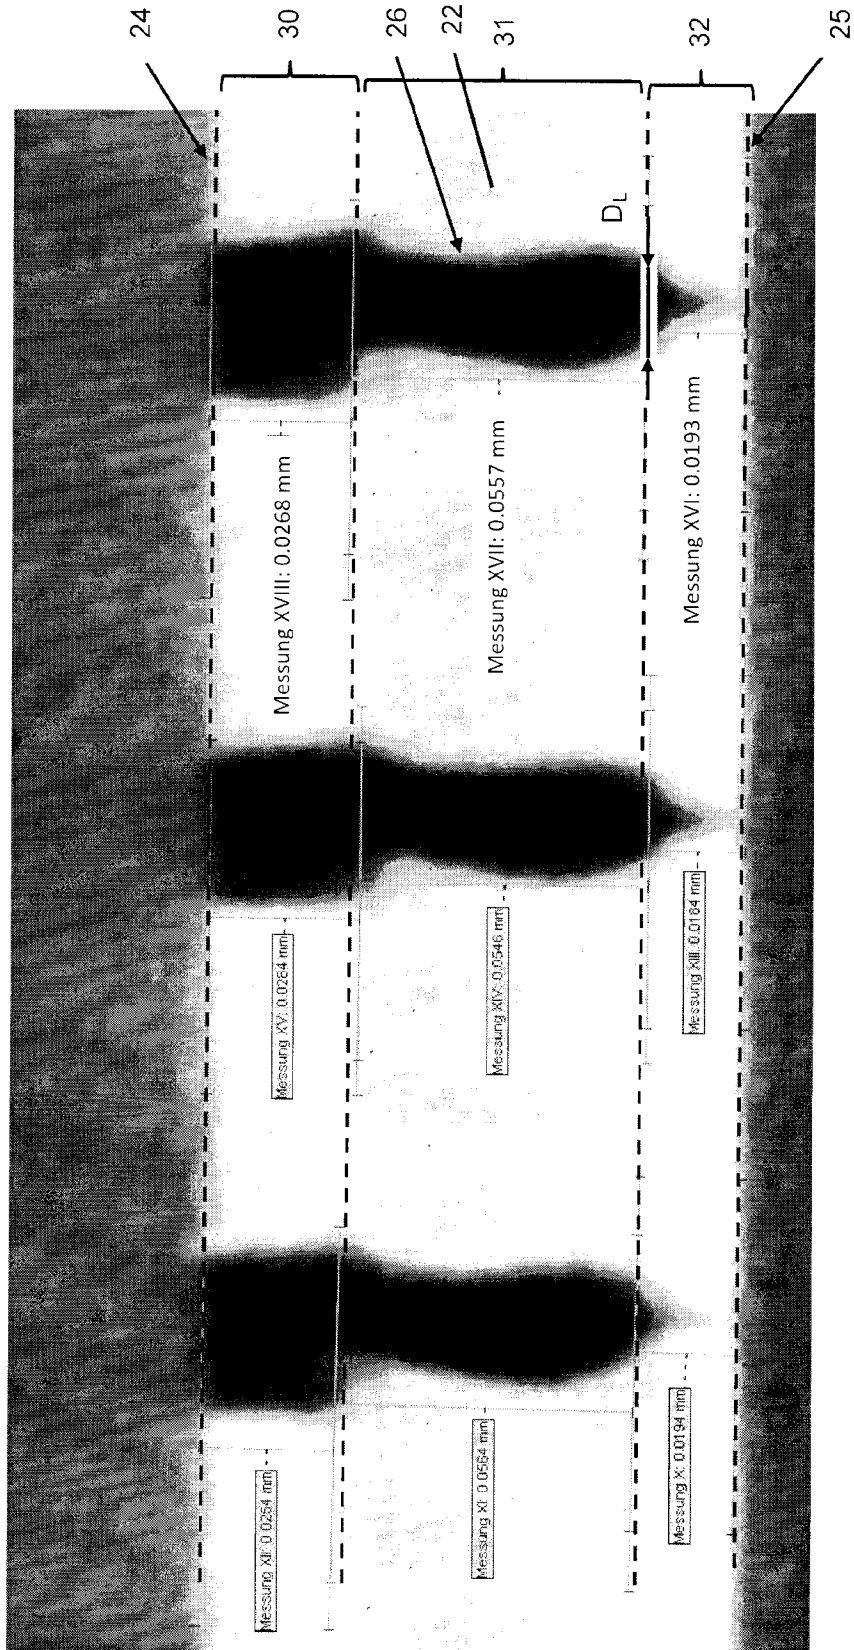 24
30
26
22
31
32
25
D_L
Messung XVIII: 0.0268 mm
Messung XVII: 0.0557 mm
Messung XVI: 0.0193 mm
Messung XV: 0.0264 mm
Messung XIV: 0.0546 mm
Messung XIII: 0.0184 mm
Messung XII: 0.0254 mm
Messung XI: 0.0564 mm
Messung X: 0.0194 mm